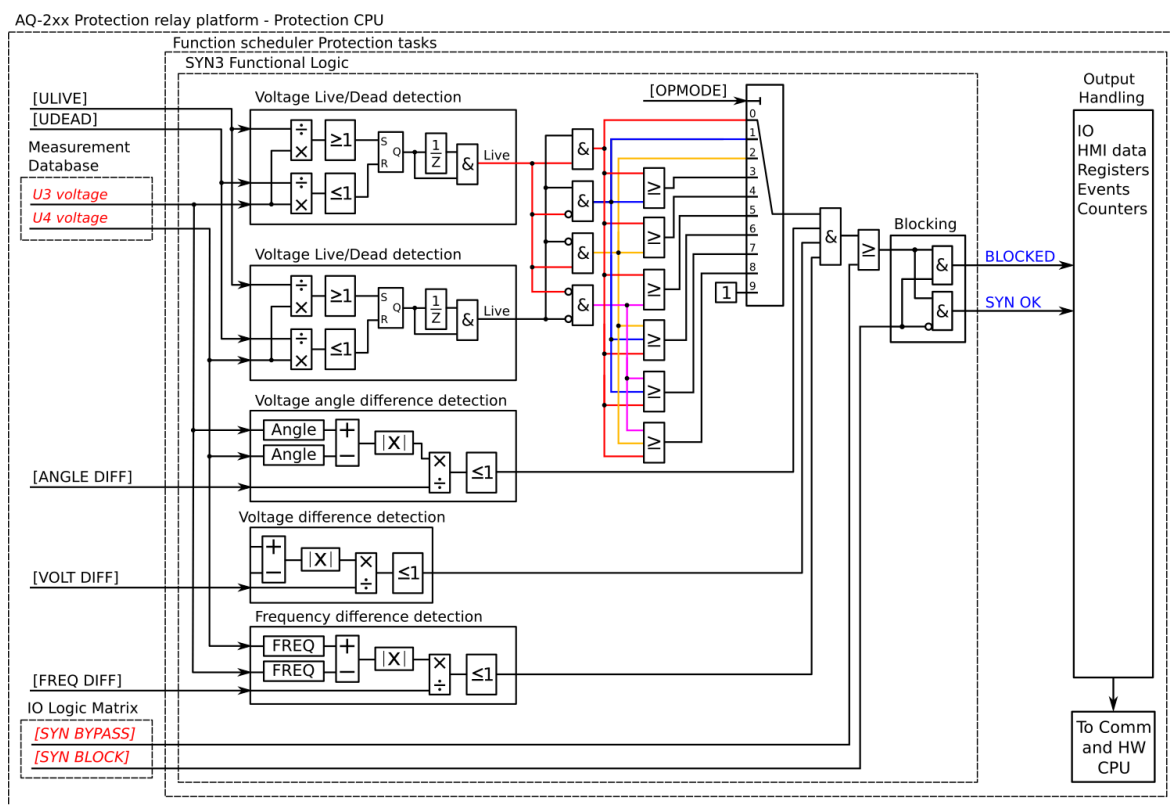 AQ-2xx Protection relay platform - Protection CPU
Function scheduler Protection tasks
SYN3 Functional Logic
[ULIVE]
[UDEAD]
Measurement
Database
U3 voltage
U4 voltage
Voltage Live/Dead detection
÷
×
≥1
÷
×
≤1
S
R
Q
1
Z
&
Live
Voltage Live/Dead detection
÷
×
≥1
÷
×
≤1
S
R
Q
1
Z
&
Live
&
&
&
&
≥
≥
≥
≥
≥
≥
[OPMODE]
0
1
2
3
4
5
6
7
8
9
1
&
≥
Blocking
&
&
BLOCKED
SYN OK
Output
Handling
IO
HMI data
Registers
Events
Counters
Voltage angle difference detection
Angle
Angle
+
−
|X|
×
÷
≤1
[ANGLE DIFF]
Voltage difference detection
+
−
|X|
×
÷
≤1
[VOLT DIFF]
Frequency difference detection
FREQ
FREQ
+
−
|X|
×
÷
≤1
[FREQ DIFF]
IO Logic Matrix
[SYN BYPASS]
[SYN BLOCK]
To Comm
and HW
CPU